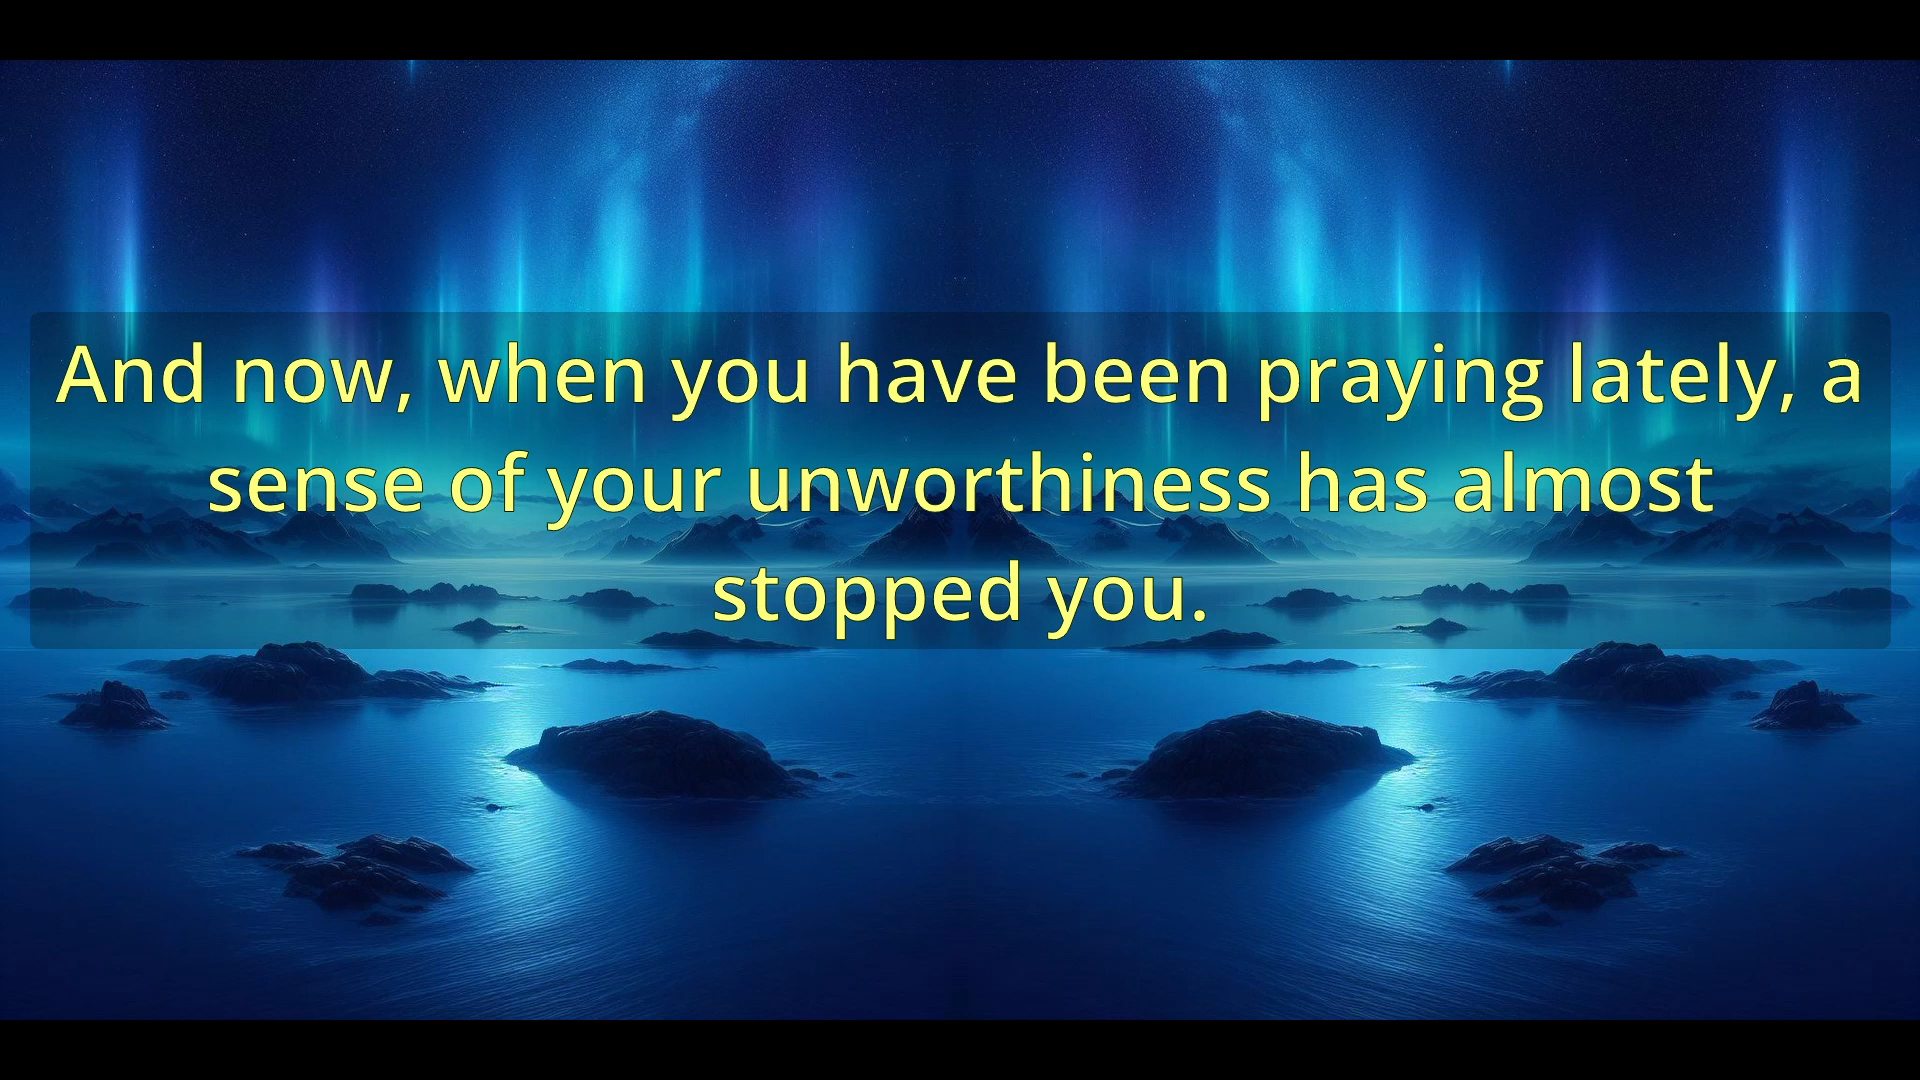 And now, when you have been praying lately, a
sense of your unworthiness has almost
stopped you.